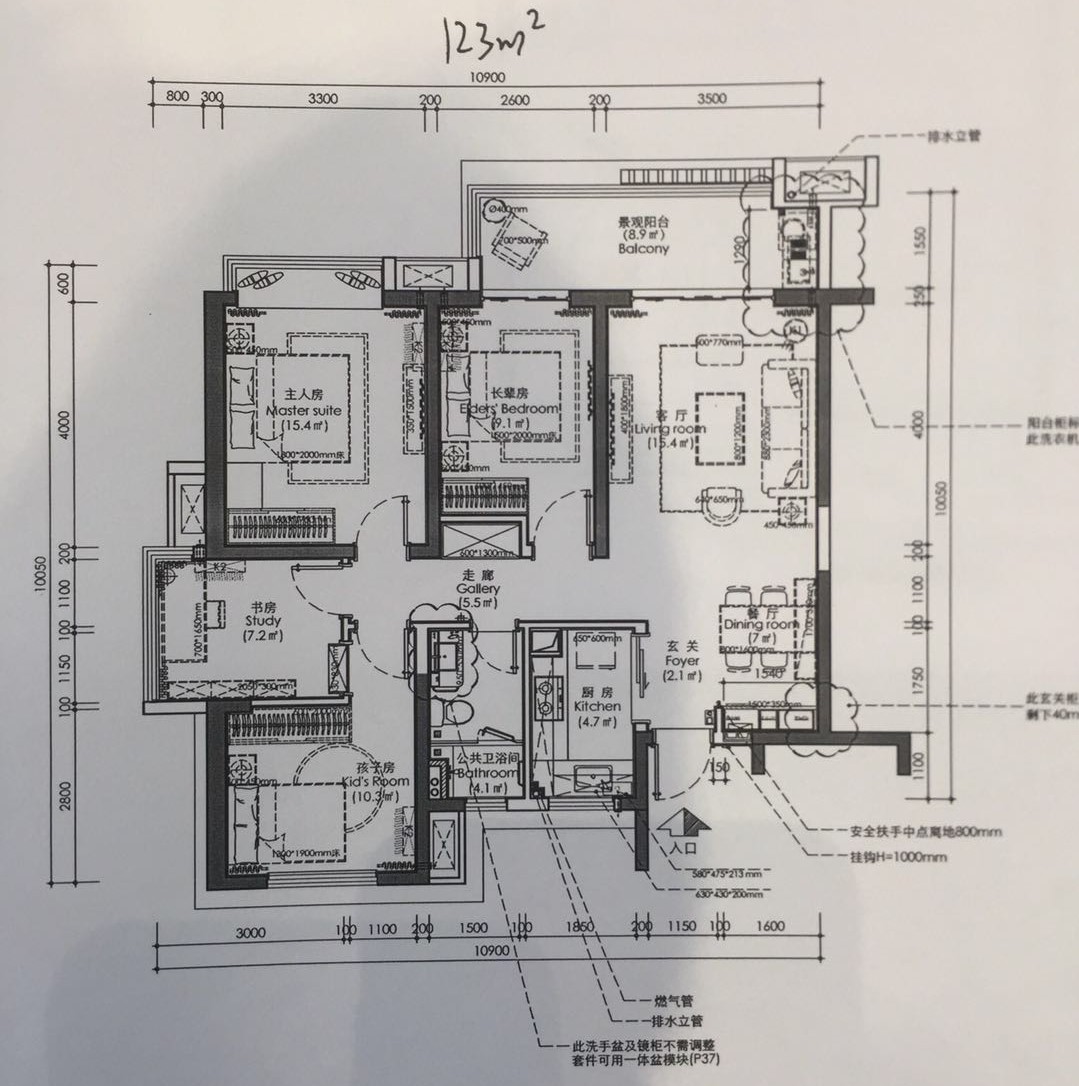 123m²
10900
800 300 3300 200 2600 200 3500
排水立管
景观阳台
(8.9㎡)
Balcony
Ø400mm
700*500mm
1290
1550
250
4000
10050
200
1100
100
1750
1100
600
4000
10050
200
1100
100
1150
100
2800
主人房
Master suite
(15.4㎡)
1800*2000mm床
350*1500mm
长辈房
Elders' Bedroom
(9.1㎡)
1500*2000mm床
600*1300mm
客厅
Living room
(15.4㎡)
600*770mm
400*1800mm
800*1200mm
640*650mm
450*450mm
阳台柜标
此洗衣机
走廊
Gallery
(5.5㎡)
K2
书房
Study
(7.2㎡)
700*1650mm
2050*300mm
餐厅
Dining room
(7㎡)
800*1600mm
1540
1500*350mm
玄关
Foyer
(2.1㎡)
650*600mm
厨房
Kitchen
(4.7㎡)
公共卫浴间
Bathroom
(4.1㎡)
孩子房
Kid's Room
(10.3㎡)
1200*1900mm床
此玄关柜
剩下40m
150
入口
安全扶手中点离地800mm
挂钩H=1000mm
580*475*213 mm
630*430*200mm
3000 100 1100 200 1500 100 1860 200 1150 100 1600
10900
燃气管
排水立管
此洗手盆及镜柜不需调整
套件可用一体盆模块(P37)